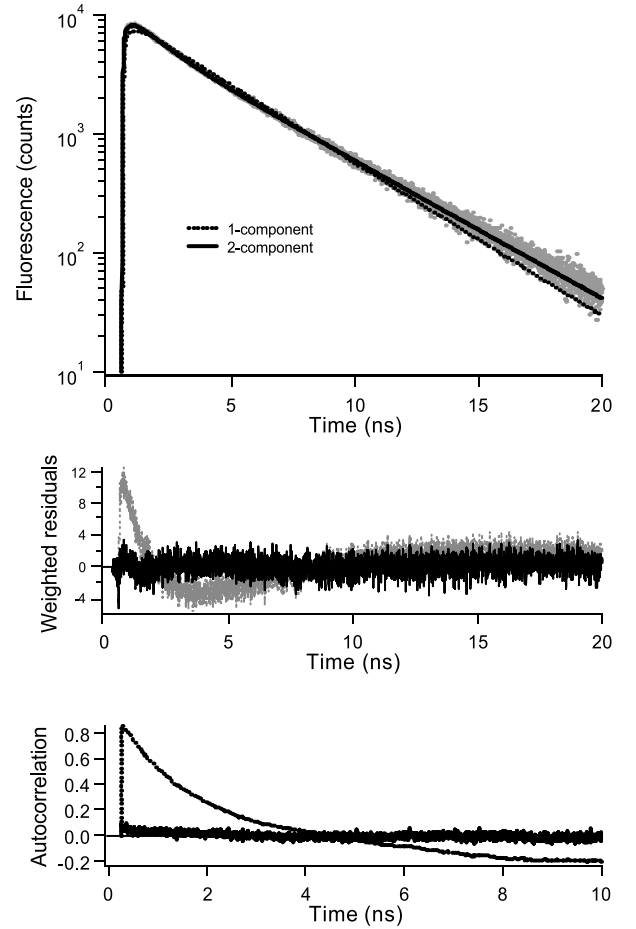 10^4
10^3
10^2
10^1
Fluorescence (counts)
1-component
2-component
0 5 10 15 20
Time (ns)
12
8
4
0
-4
Weighted residuals
0 5 10 15 20
Time (ns)
0.8
0.6
0.4
0.2
0.0
-0.2
Autocorrelation
0 2 4 6 8 10
Time (ns)